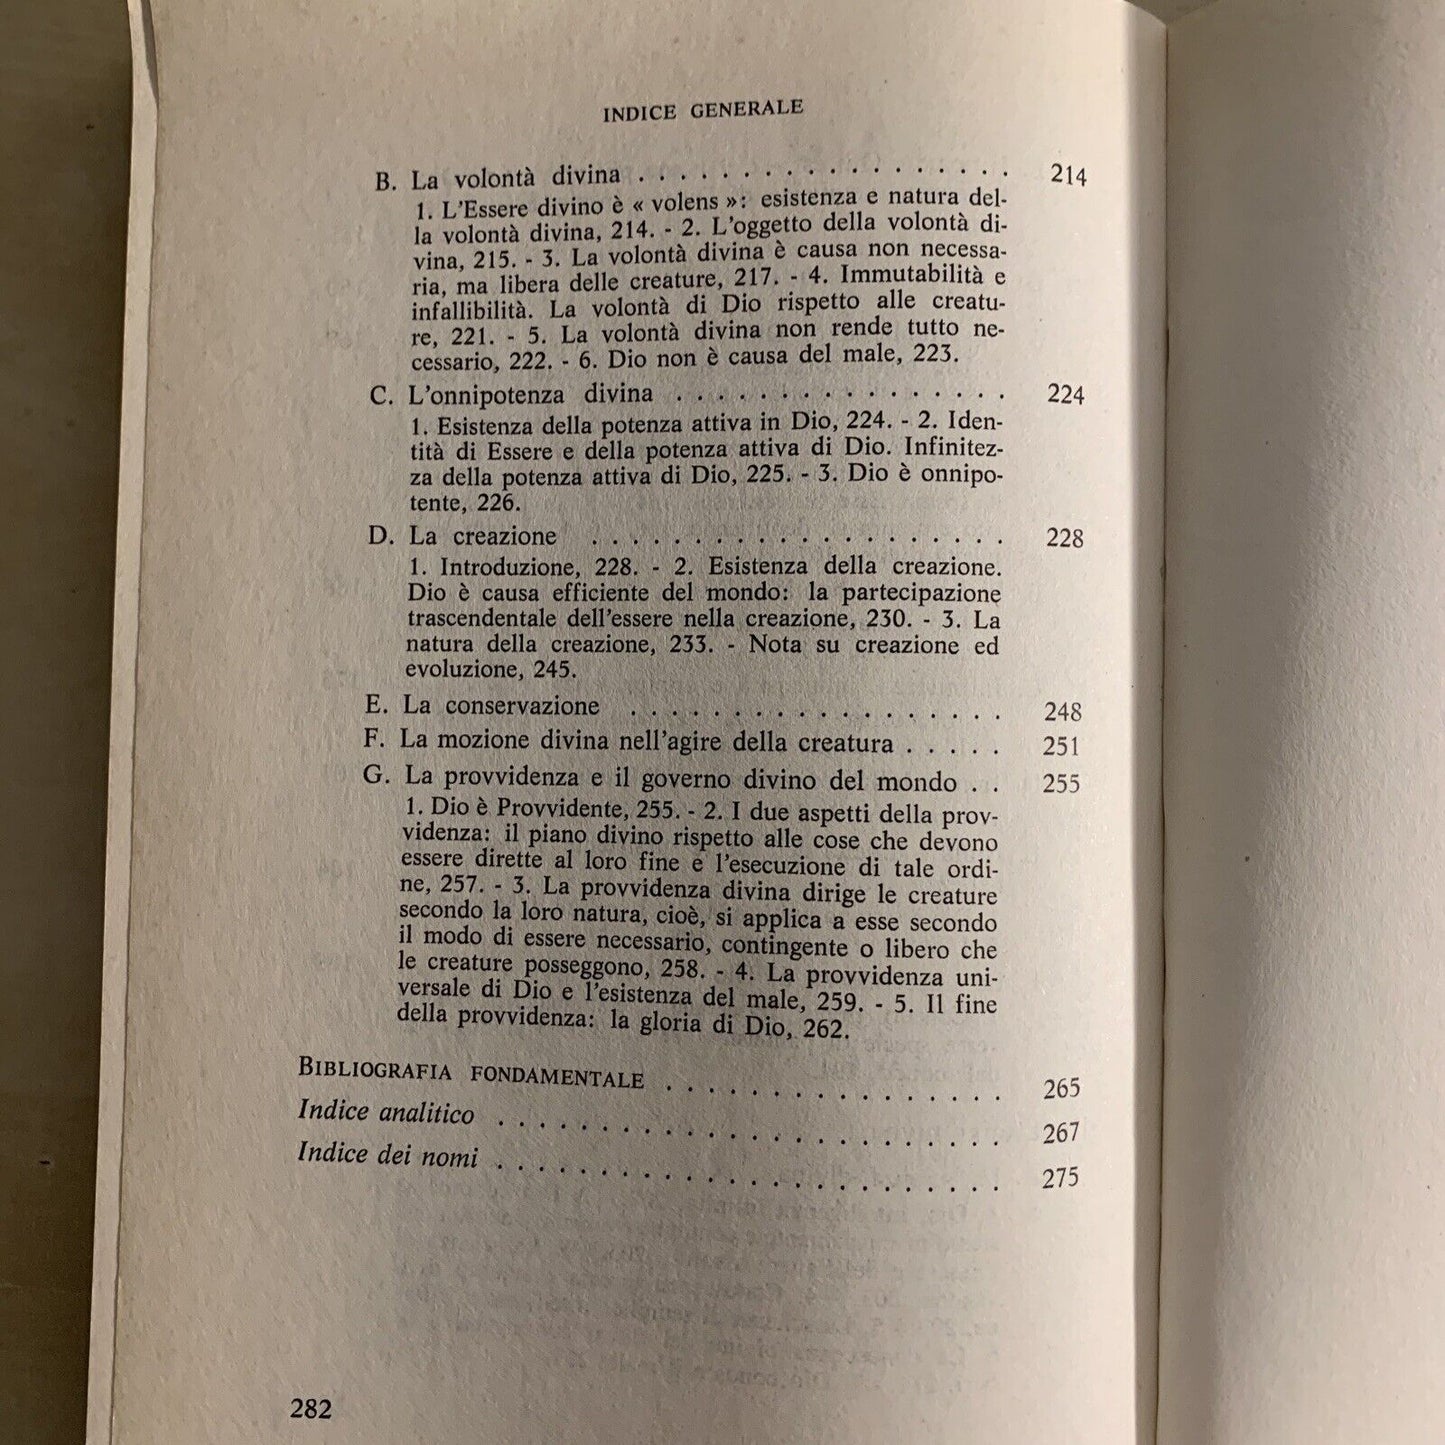 INDICE GENERALE
B. La volontà divina . . . . . . . . . . . . . . . . . . 214
1. L'Essere divino è « volens »: esistenza e natura del-
la volontà divina, 214. - 2. L'oggetto della volontà di-
vina, 215. - 3. La volontà divina è causa non necessa-
ria, ma libera delle creature, 217. - 4. Immutabilità e
infallibilità. La volontà di Dio rispetto alle creatu-
re, 221. - 5. La volontà divina non rende tutto ne-
cessario, 222. - 6. Dio non è causa del male, 223.
C. L'onnipotenza divina . . . . . . . . . . . . . . . . 224
1. Esistenza della potenza attiva in Dio, 224. - 2. Iden-
tità di Essere e della potenza attiva di Dio. Infinitez-
za della potenza attiva di Dio, 225. - 3. Dio è onnipo-
tente, 226.
D. La creazione . . . . . . . . . . . . . . . . . . . . 228
1. Introduzione, 228. - 2. Esistenza della creazione.
Dio è causa efficiente del mondo: la partecipazione
trascendentale dell'essere nella creazione, 230. - 3. La
natura della creazione, 233. - Nota su creazione ed
evoluzione, 245.
E. La conservazione . . . . . . . . . . . . . . . . . . 248
F. La mozione divina nell'agire della creatura . . . . . 251
G. La provvidenza e il governo divino del mondo . . 255
1. Dio è Provvidente, 255. - 2. I due aspetti della prov-
videnza: il piano divino rispetto alle cose che devono
essere dirette al loro fine e l'esecuzione di tale ordi-
ne, 257. - 3. La provvidenza divina dirige le creature
secondo la loro natura, cioè, si applica a esse secondo
il modo di essere necessario, contingente o libero che
le creature posseggono, 258. - 4. La provvidenza uni-
versale di Dio e l'esistenza del male, 259. - 5. Il fine
della provvidenza: la gloria di Dio, 262.
BIBLIOGRAFIA FONDAMENTALE . . . . . . . . . . . . . . . . 265
Indice analitico . . . . . . . . . . . . . . . . . . . . . . . . 267
Indice dei nomi . . . . . . . . . . . . . . . . . . . . . . . . 275
282